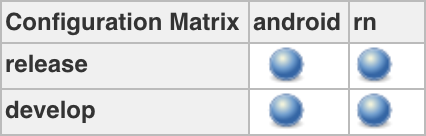 Configuration Matrix android rn
release
develop